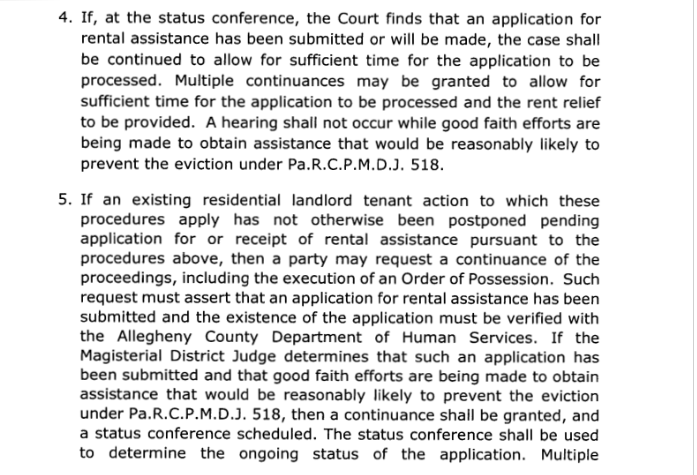 4. If, at the status conference, the Court finds that an application for
rental assistance has been submitted or will be made, the case shall
be continued to allow for sufficient time for the application to be
processed. Multiple continuances may be granted to allow for
sufficient time for the application to be processed and the rent relief
to be provided. A hearing shall not occur while good faith efforts are
being made to obtain assistance that would be reasonably likely to
prevent the eviction under Pa.R.C.P.M.D.J. 518.
5. If an existing residential landlord tenant action to which these
procedures apply has not otherwise been postponed pending
application for or receipt of rental assistance pursuant to the
procedures above, then a party may request a continuance of the
proceedings, including the execution of an Order of Possession. Such
request must assert that an application for rental assistance has been
submitted and the existence of the application must be verified with
the Allegheny County Department of Human Services. If the
Magisterial District Judge determines that such an application has
been submitted and that good faith efforts are being made to obtain
assistance that would be reasonably likely to prevent the eviction
under Pa.R.C.P.M.D.J. 518, then a continuance shall be granted, and
a status conference scheduled. The status conference shall be used
to determine the ongoing status of the application. Multiple